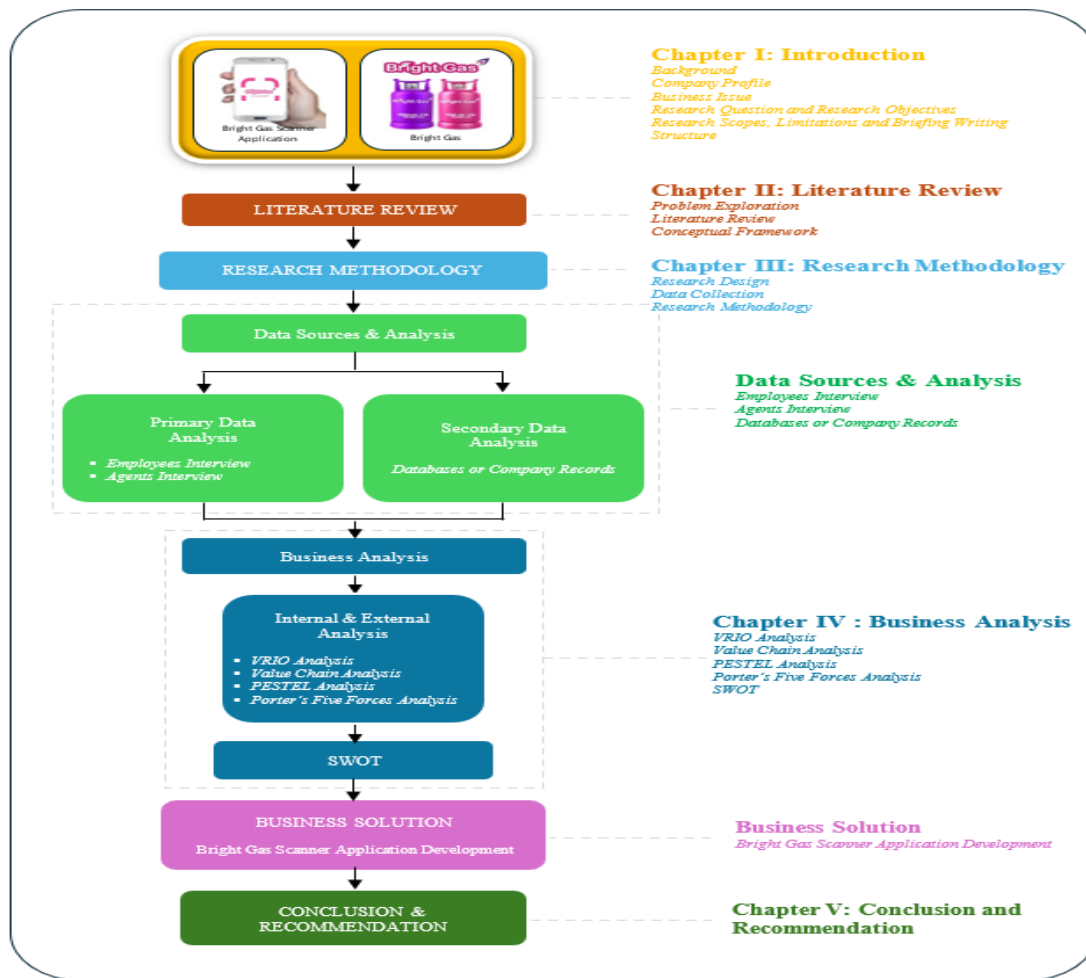 Bright Gas Scanner
Application
Bright Gas
Bright Gas
Chapter I: Introduction
Background
Company Profile
Business Issue
Research Question and Research Objectives
Research Scopes, Limitations and Briefing Writing
Structure
LITERATURE REVIEW
Chapter II: Literature Review
Problem Exploration
Literature Review
Conceptual Framework
RESEARCH METHODOLOGY
Chapter III: Research Methodology
Research Design
Data Collection
Research Methodology
Data Sources & Analysis
Primary Data
Analysis
▪ Employees Interview
▪ Agents Interview
Secondary Data
Analysis
Databases or Company Records
Data Sources & Analysis
Employees Interview
Agents Interview
Databases or Company Records
Business Analysis
Internal & External
Analysis
▪ VRIO Analysis
▪ Value Chain Analysis
▪ PESTEL Analysis
▪ Porter's Five Forces Analysis
SWOT
Chapter IV : Business Analysis
VRIO Analysis
Value Chain Analysis
PESTEL Analysis
Porter's Five Forces Analysis
SWOT
BUSINESS SOLUTION
Bright Gas Scanner Application Development
Business Solution
Bright Gas Scanner Application Development
CONCLUSION &
RECOMMENDATION
Chapter V: Conclusion and
Recommendation